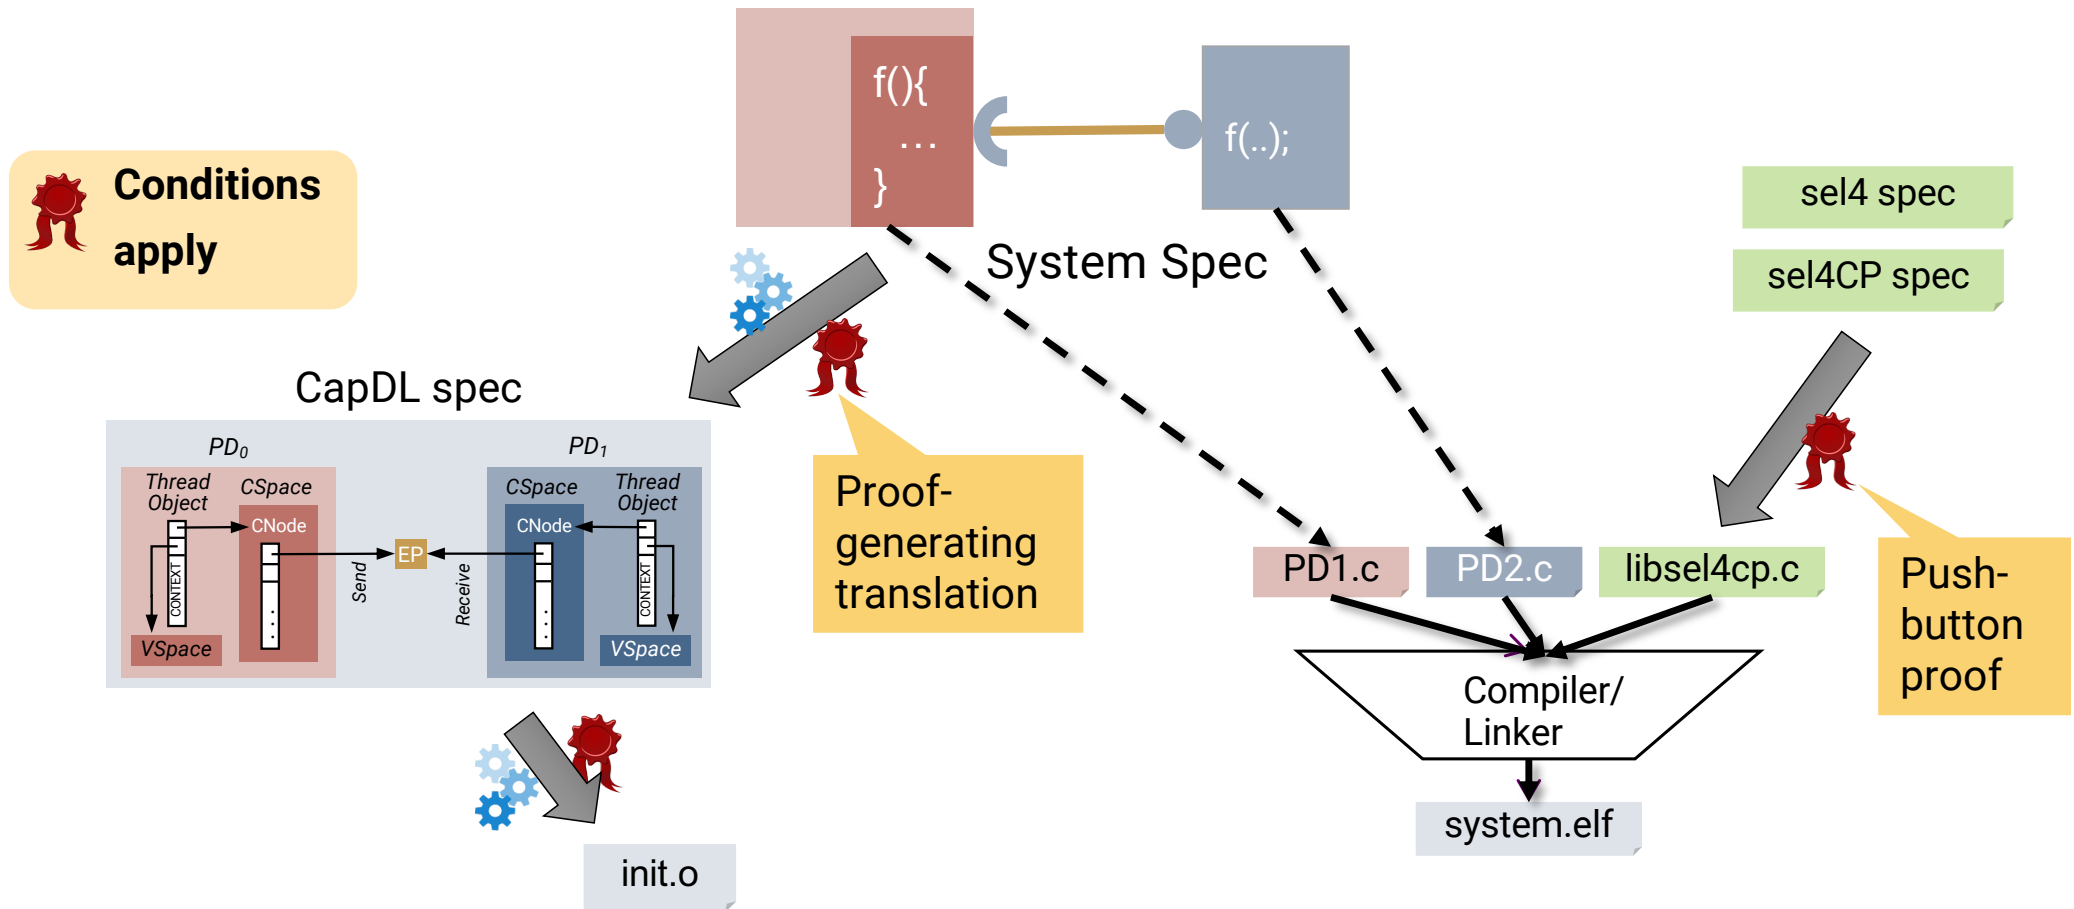 f(){
...
}
f(..);
Conditions
apply
System Spec
sel4 spec
sel4CP spec
CapDL spec
PD0
PD1
Thread
Object
CSpace
CNode
CONTEXT
VSpace
Send
EP
Receive
CSpace
CNode
Thread
Object
CONTEXT
VSpace
Proof-
generating
translation
PD1.c
PD2.c
libsel4cp.c
Push-
button
proof
Compiler/
Linker
system.elf
init.o